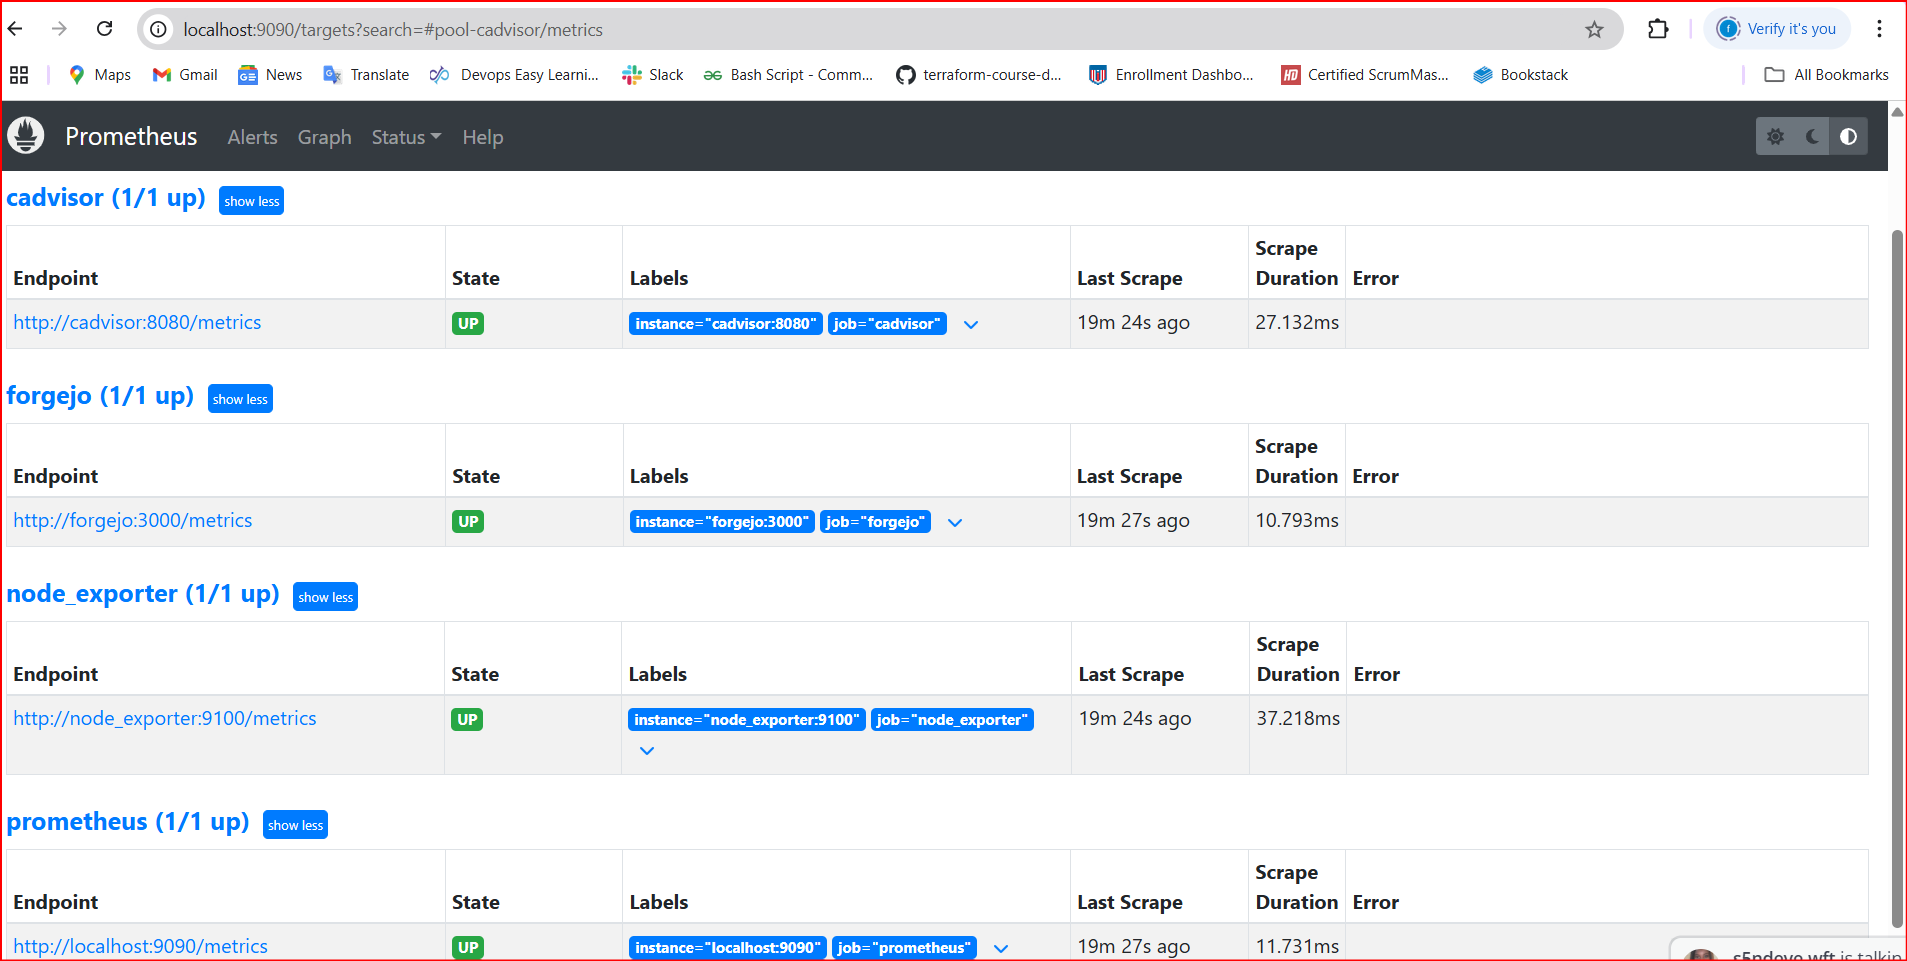 localhost:9090/targets?search=#pool-cadvisor/metrics
Verify it's you
Maps Gmail News Translate Devops Easy Learni... Slack Bash Script - Comm... terraform-course-d... Enrollment Dashbo... Certified ScrumMas... Bookstack All Bookmarks
Prometheus Alerts Graph Status Help
cadvisor (1/1 up) show less
Endpoint State Labels Last Scrape Scrape Duration Error
http://cadvisor:8080/metrics UP instance="cadvisor:8080" job="cadvisor" 19m 24s ago 27.132ms
forgejo (1/1 up) show less
Endpoint State Labels Last Scrape Scrape Duration Error
http://forgejo:3000/metrics UP instance="forgejo:3000" job="forgejo" 19m 27s ago 10.793ms
node_exporter (1/1 up) show less
Endpoint State Labels Last Scrape Scrape Duration Error
http://node_exporter:9100/metrics UP instance="node_exporter:9100" job="node_exporter" 19m 24s ago 37.218ms
prometheus (1/1 up) show less
Endpoint State Labels Last Scrape Scrape Duration Error
http://localhost:9090/metrics UP instance="localhost:9090" job="prometheus" 19m 27s ago 11.731ms
is talkin